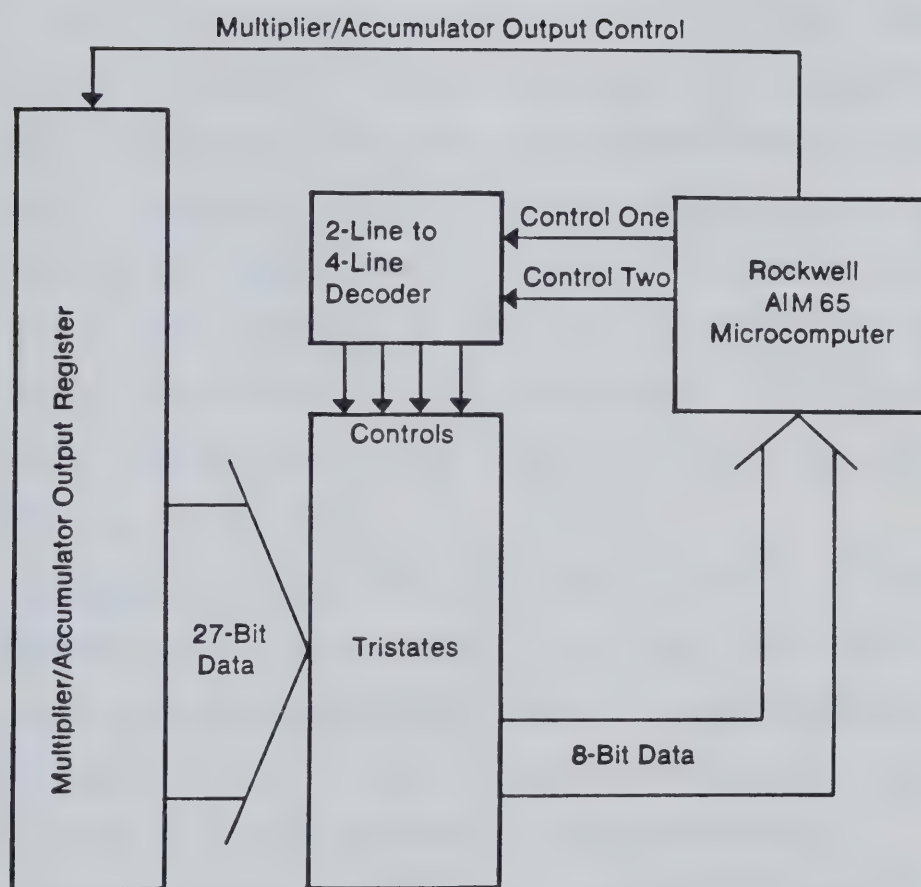 Multiplier/Accumulator Output Control
Multiplier/Accumulator Output Register
2-Line to
4-Line
Decoder
Control One
Control Two
Rockwell
AIM 65
Microcomputer
Controls
27-Bit
Data
Tristates
8-Bit Data